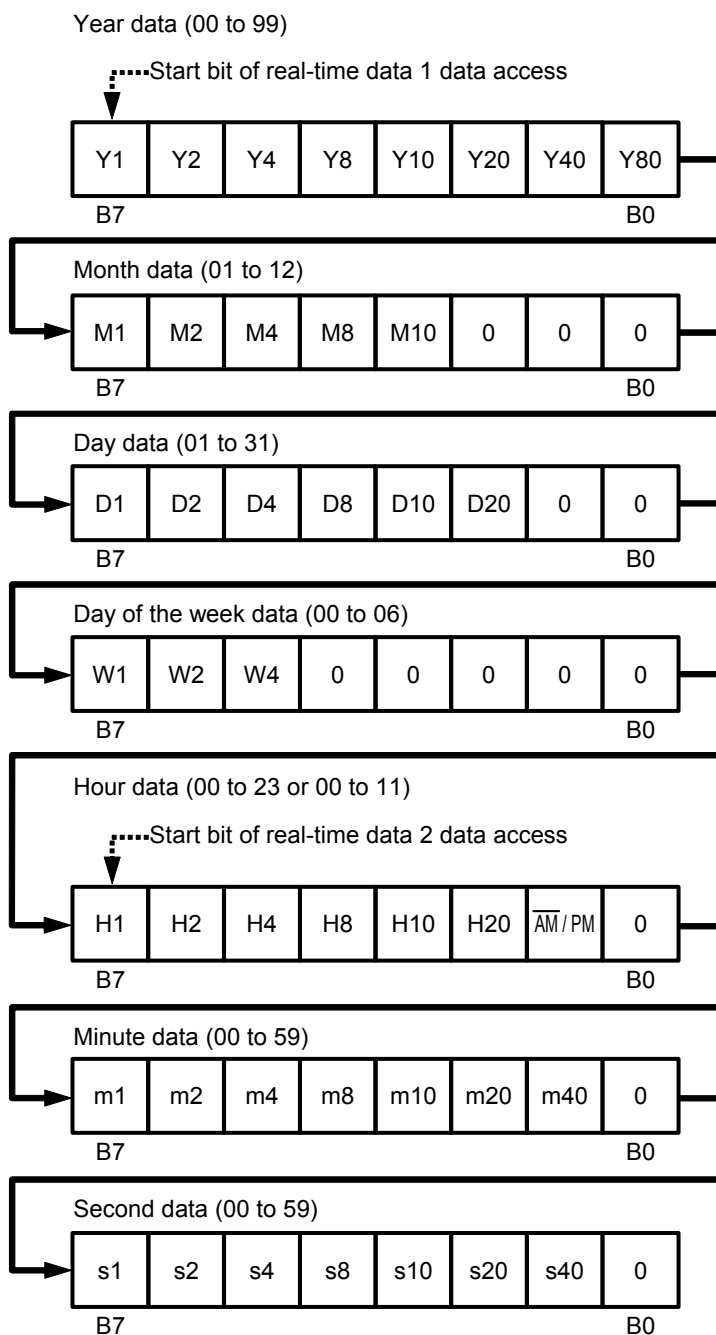 Year data (00 to 99)
Start bit of real-time data 1 data access
Y1 Y2 Y4 Y8 Y10 Y20 Y40 Y80
B7 B0
Month data (01 to 12)
M1 M2 M4 M8 M10 0 0 0
B7 B0
Day data (01 to 31)
D1 D2 D4 D8 D10 D20 0 0
B7 B0
Day of the week data (00 to 06)
W1 W2 W4 0 0 0 0 0
B7 B0
Hour data (00 to 23 or 00 to 11)
Start bit of real-time data 2 data access
H1 H2 H4 H8 H10 H20 A̅M̅ / PM 0
B7 B0
Minute data (00 to 59)
m1 m2 m4 m8 m10 m20 m40 0
B7 B0
Second data (00 to 59)
s1 s2 s4 s8 s10 s20 s40 0
B7 B0